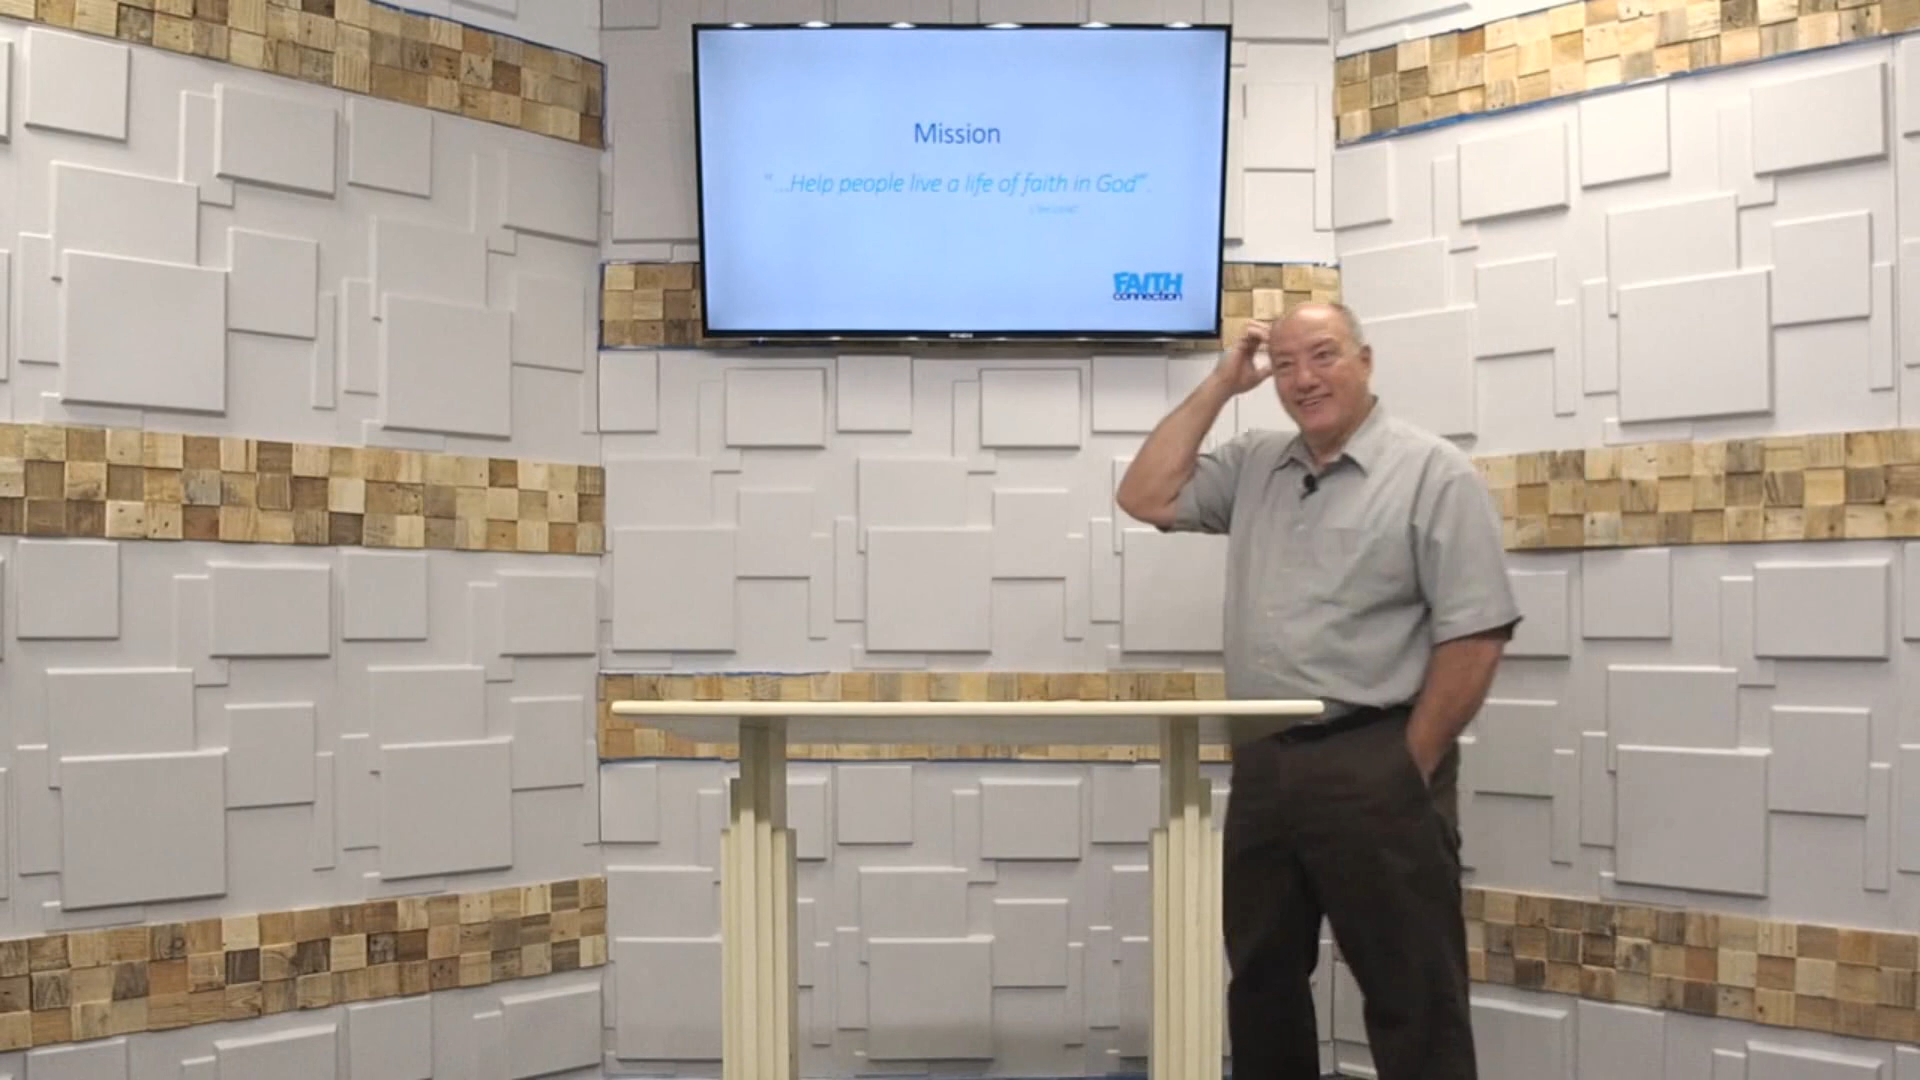 Mission
"...Help people live a life of faith in God".
FAITH
connection